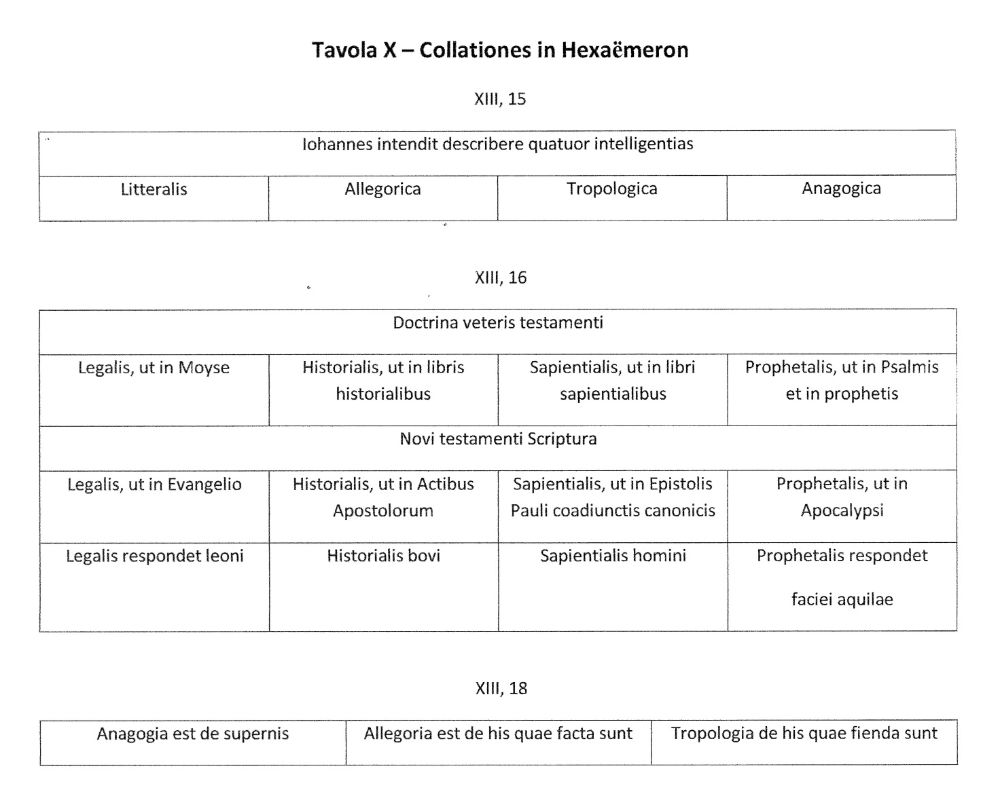 Tavola X – Collationes in Hexaëmeron
XIII, 15
Iohannes intendit describere quatuor intelligentias
Litteralis
Allegorica
Tropologica
Anagogica
XIII, 16
Doctrina veteris testamenti
Legalis, ut in Moyse
Historialis, ut in libris
historialibus
Sapientialis, ut in libri
sapientialibus
Prophetalis, ut in Psalmis
et in prophetis
Novi testamenti Scriptura
Legalis, ut in Evangelio
Historialis, ut in Actibus
Apostolorum
Sapientialis, ut in Epistolis
Pauli coadiunctis canonicis
Prophetalis, ut in
Apocalypsi
Legalis respondet leoni
Historialis bovi
Sapientialis homini
Prophetalis respondet
faciei aquilae
XIII, 18
Anagogia est de supernis
Allegoria est de his quae facta sunt
Tropologia de his quae fienda sunt